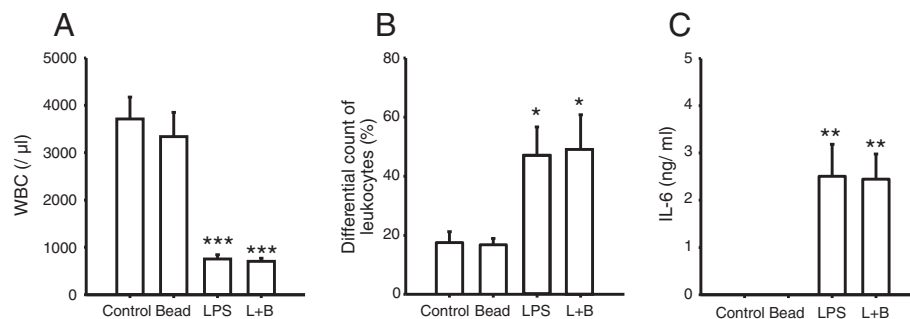 A
WBC (/ µl)
5000
4000
3000
2000
1000
0
***
***
Control Bead LPS L+B
B
Differential count of
leukocytes (%)
80
60
40
20
0
*
*
Control Bead LPS L+B
C
IL-6 (ng/ ml)
5
4
3
2
1
0
**
**
Control Bead LPS L+B